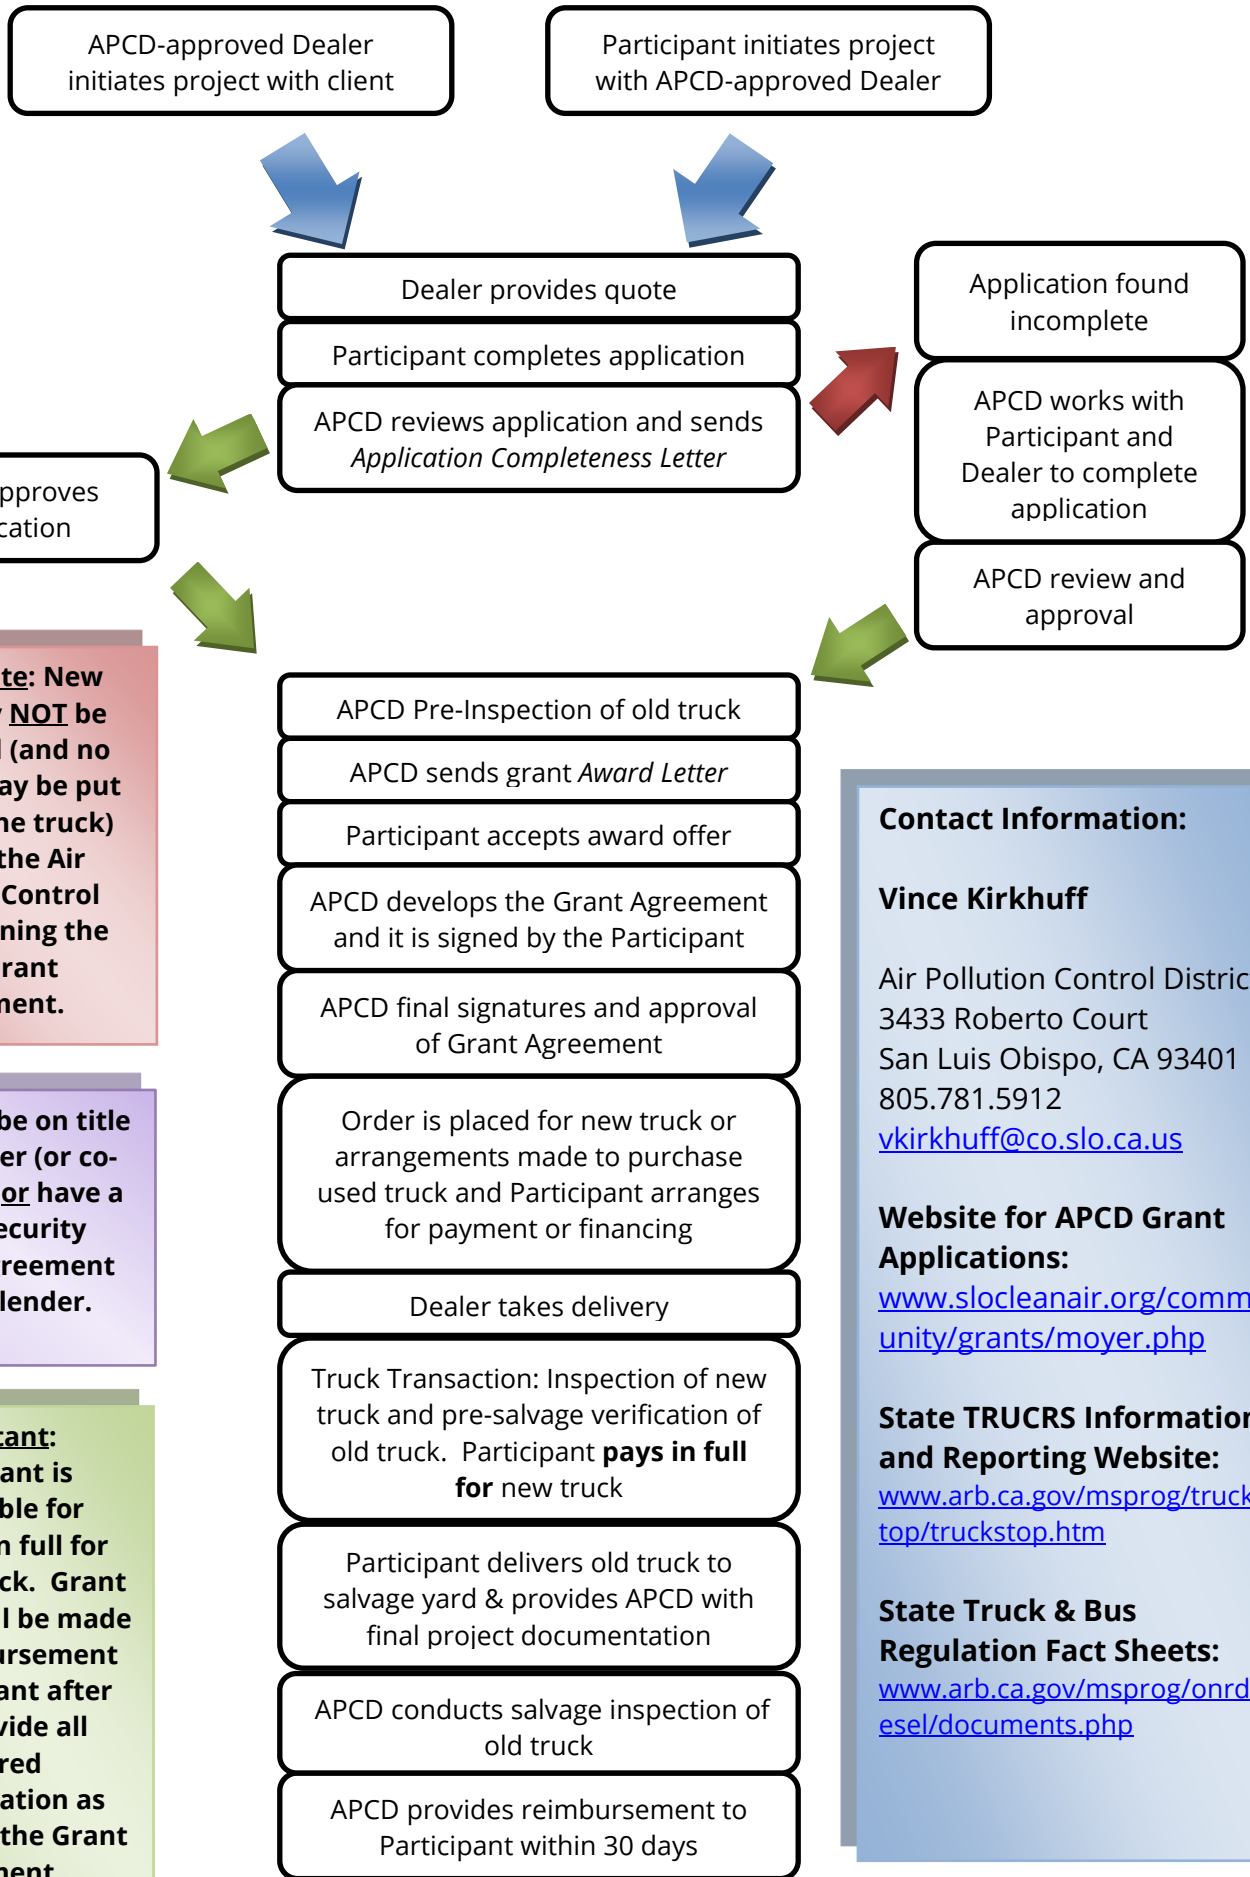 APCD-approved Dealer
initiates project with client
Participant initiates project
with APCD-approved Dealer
Dealer provides quote
Participant completes application
APCD reviews application and sends
Application Completeness Letter
Application found
incomplete
APCD works with
Participant and
Dealer to complete
application
APCD review and
approval
pproves
cation
te: New
NOT be
(and no
ay be put
he truck)
the Air
Control
ning the
rant
ment.
be on title
er (or co-
or have a
ecurity
reement
lender.
tant:
ant is
ble for
n full for
ck. Grant
l be made
ursement
ant after
vide all
red
ation as
the Grant
ment
APCD Pre-Inspection of old truck
APCD sends grant Award Letter
Participant accepts award offer
APCD develops the Grant Agreement
and it is signed by the Participant
APCD final signatures and approval
of Grant Agreement
Order is placed for new truck or
arrangements made to purchase
used truck and Participant arranges
for payment or financing
Dealer takes delivery
Truck Transaction: Inspection of new
truck and pre-salvage verification of
old truck. Participant pays in full
for new truck
Participant delivers old truck to
salvage yard & provides APCD with
final project documentation
APCD conducts salvage inspection of
old truck
APCD provides reimbursement to
Participant within 30 days
Contact Information:
Vince Kirkhuff
Air Pollution Control Distric
3433 Roberto Court
San Luis Obispo, CA 93401
805.781.5912
vkirkhuff@co.slo.ca.us
Website for APCD Grant
Applications:
www.slocleanair.org/comm
unity/grants/moyer.php
State TRUCRS Information
and Reporting Website:
www.arb.ca.gov/msprog/truck
top/truckstop.htm
State Truck & Bus
Regulation Fact Sheets:
www.arb.ca.gov/msprog/onrd
esel/documents.php